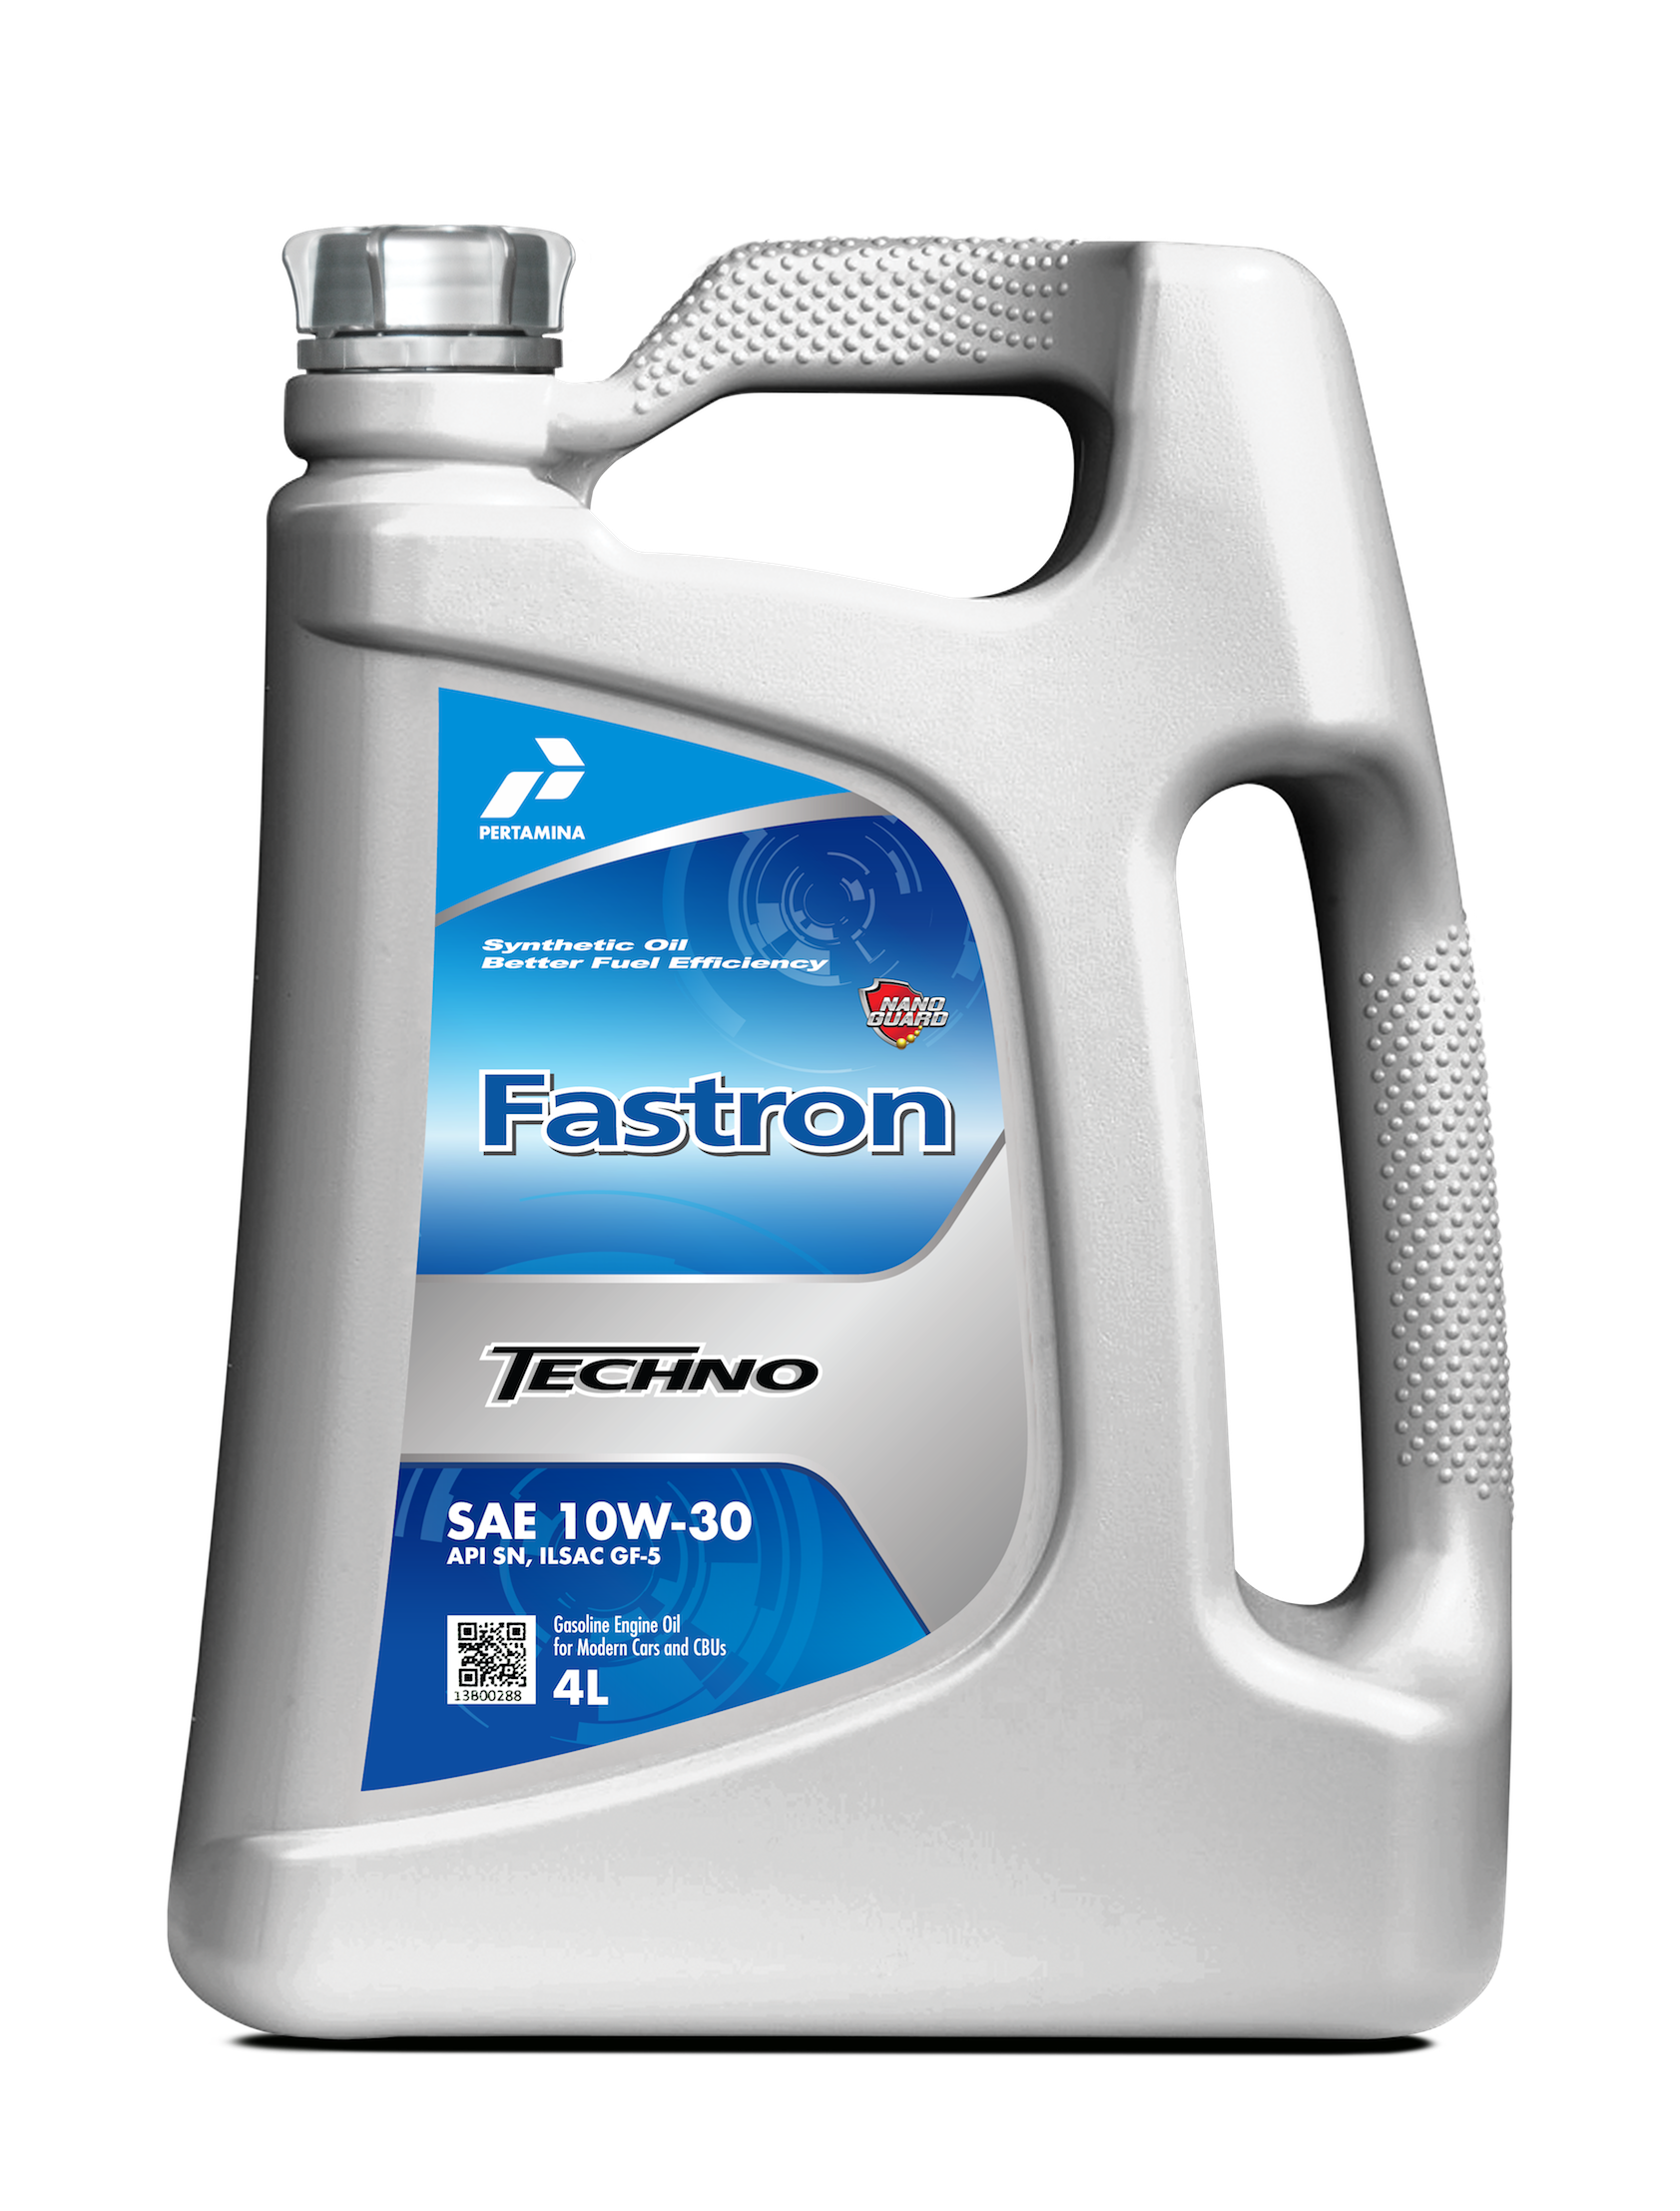 PERTAMINA
Synthetic Oil
Better Fuel Efficiency
NANO
GUARD
Fastron
TECHNO
SAE 10W-30
API SN, ILSAC GF-5
Gasoline Engine Oil
for Modern Cars and CBUs
4L
13B00288